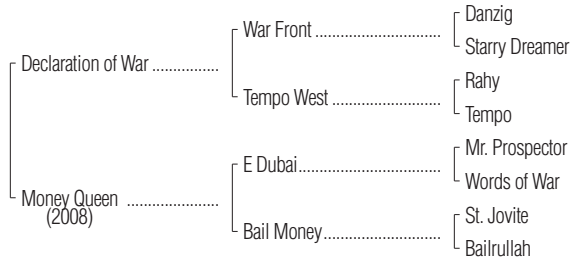 Danzig
War Front
Starry Dreamer
Declaration of War
Rahy
Tempo West
Tempo
Mr. Prospector
E Dubai
Words of War
Money Queen
(2008)
St. Jovite
Bail Money
Bailrullah